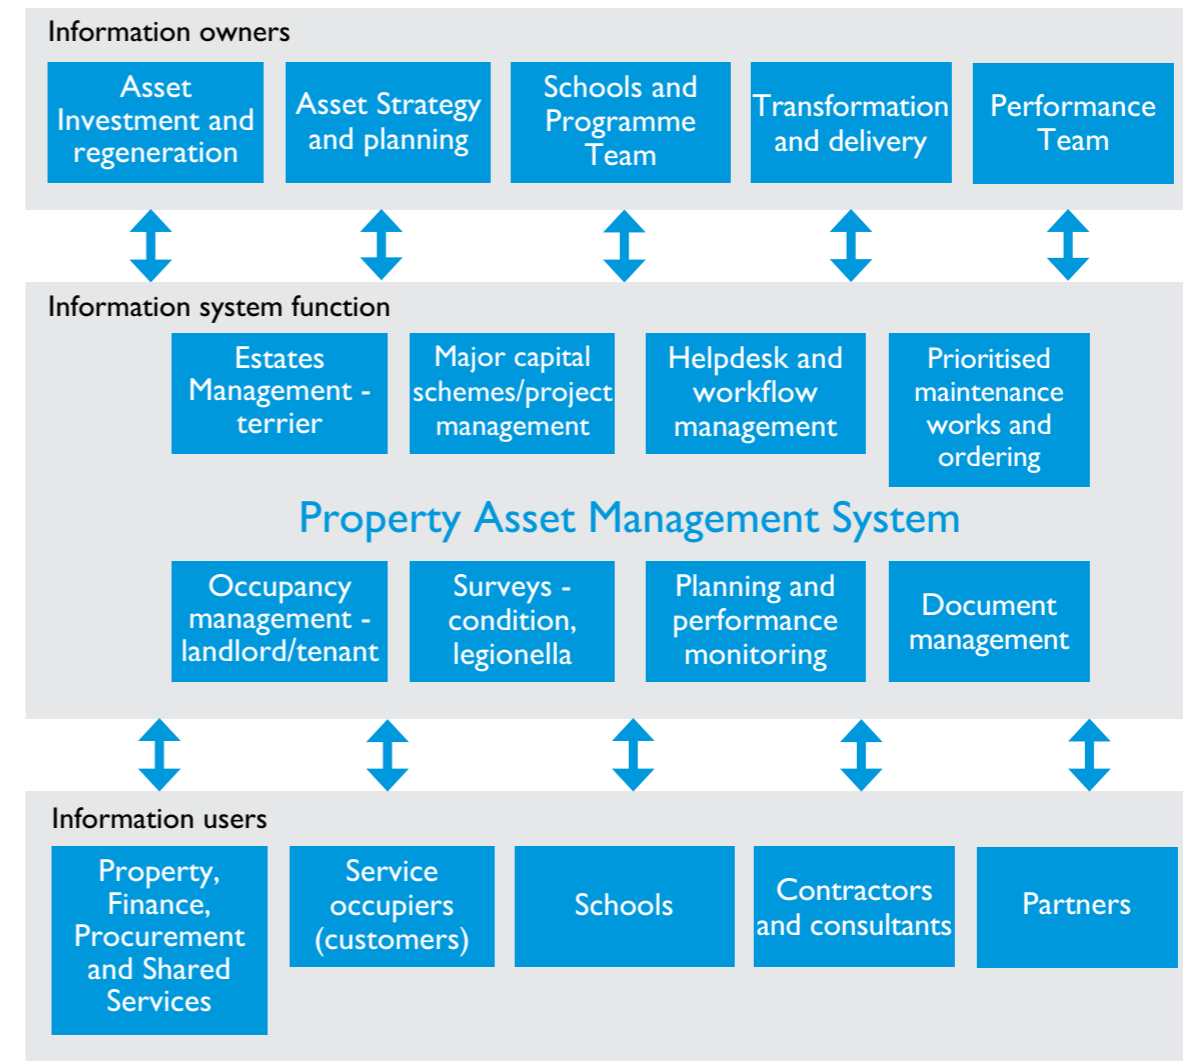 Information owners
Asset
Investment and
regeneration
Asset Strategy
and planning
Schools and
Programme
Team
Transformation
and delivery
Performance
Team
Information system function
Estates
Management -
terrier
Major capital
schemes/project
management
Helpdesk and
workflow
management
Prioritised
maintenance
works and
ordering
Property Asset Management System
Occupancy
management -
landlord/tenant
Surveys -
condition,
legionella
Planning and
performance
monitoring
Document
management
Information users
Property,
Finance,
Procurement
and Shared
Services
Service
occupiers
(customers)
Schools
Contractors
and consultants
Partners